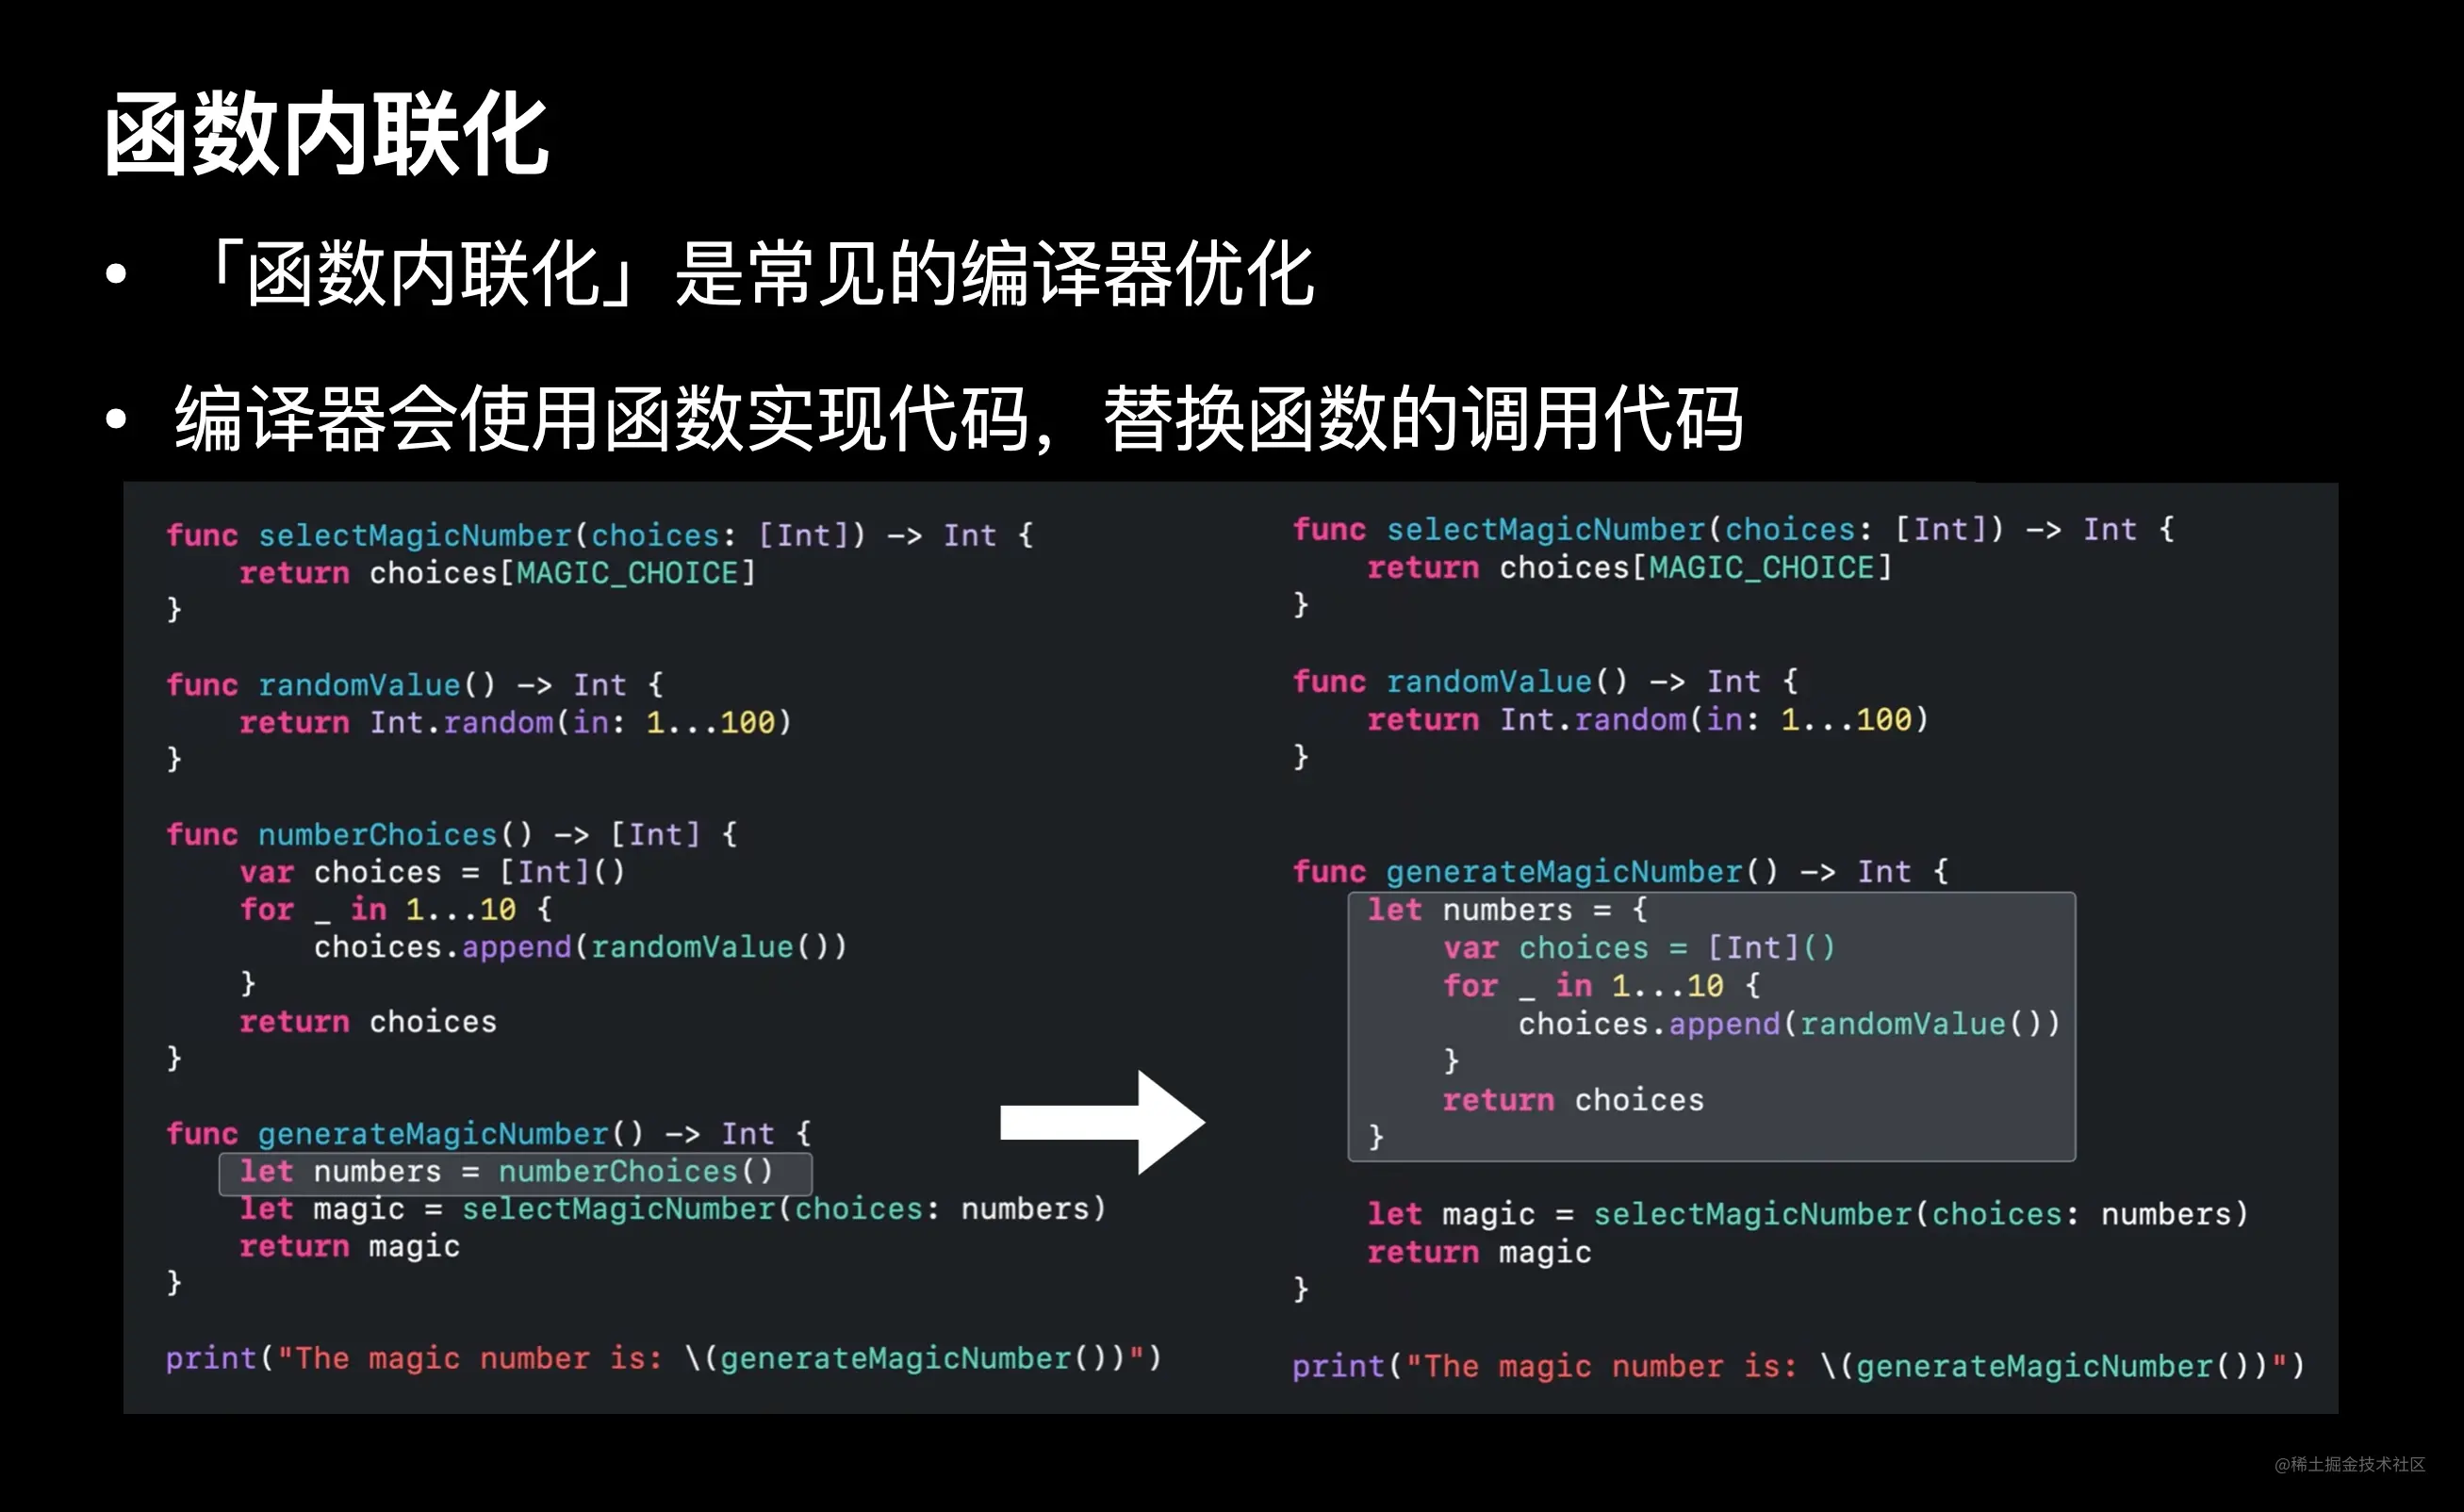 函数内联化
• 「函数内联化」是常见的编译器优化
• 编译器会使用函数实现代码，替换函数的调用代码
func selectMagicNumber(choices: [Int]) -> Int {
    return choices[MAGIC_CHOICE]
}
func randomValue() -> Int {
    return Int.random(in: 1...100)
}
func numberChoices() -> [Int] {
    var choices = [Int]()
    for _ in 1...10 {
        choices.append(randomValue())
    }
    return choices
}
func generateMagicNumber() -> Int {
    let numbers = numberChoices()
    let magic = selectMagicNumber(choices: numbers)
    return magic
}
print("The magic number is: \(generateMagicNumber())")
func selectMagicNumber(choices: [Int]) -> Int {
    return choices[MAGIC_CHOICE]
}
func randomValue() -> Int {
    return Int.random(in: 1...100)
}
func generateMagicNumber() -> Int {
    let numbers = {
        var choices = [Int]()
        for _ in 1...10 {
            choices.append(randomValue())
        }
        return choices
    }
    let magic = selectMagicNumber(choices: numbers)
    return magic
}
print("The magic number is: \(generateMagicNumber())")
@稀土掘金技术社区